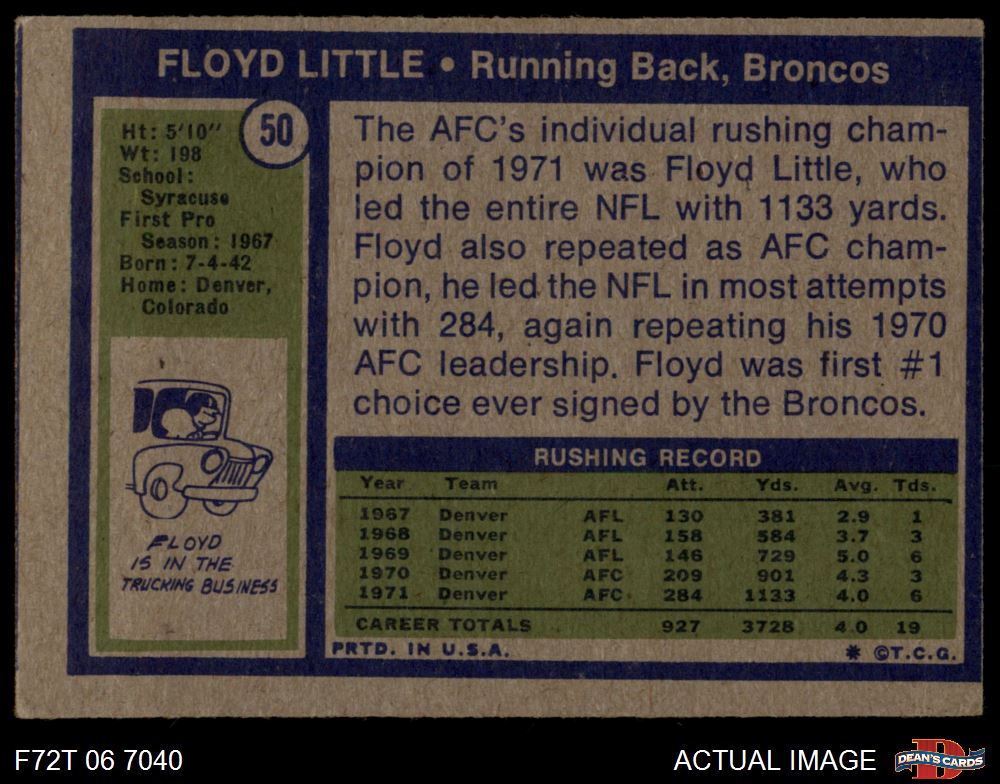 FLOYD LITTLE • Running Back, Broncos
50
Ht: 5'10"
Wt: 198
School:
Syracuse
First Pro
Season: 1967
Born: 7-4-42
Home: Denver,
Colorado
FLOYD
IS IN THE
TRUCKING BUSINESS
The AFC's individual rushing cham-
pion of 1971 was Floyd Little, who
led the entire NFL with 1133 yards.
Floyd also repeated as AFC cham-
pion, he led the NFL in most attempts
with 284, again repeating his 1970
AFC leadership. Floyd was first #1
choice ever signed by the Broncos.
RUSHING RECORD
Year Team Att. Yds. Avg. Tds.
1967 Denver AFL 130 381 2.9 1
1968 Denver AFL 158 584 3.7 3
1969 Denver AFL 146 729 5.0 6
1970 Denver AFC 209 901 4.3 3
1971 Denver AFC 284 1133 4.0 6
CAREER TOTALS 927 3728 4.0 19
PRTD. IN U.S.A. * ©T.C.G.
F72T 06 7040 ACTUAL IMAGE DEAN'S CARDS